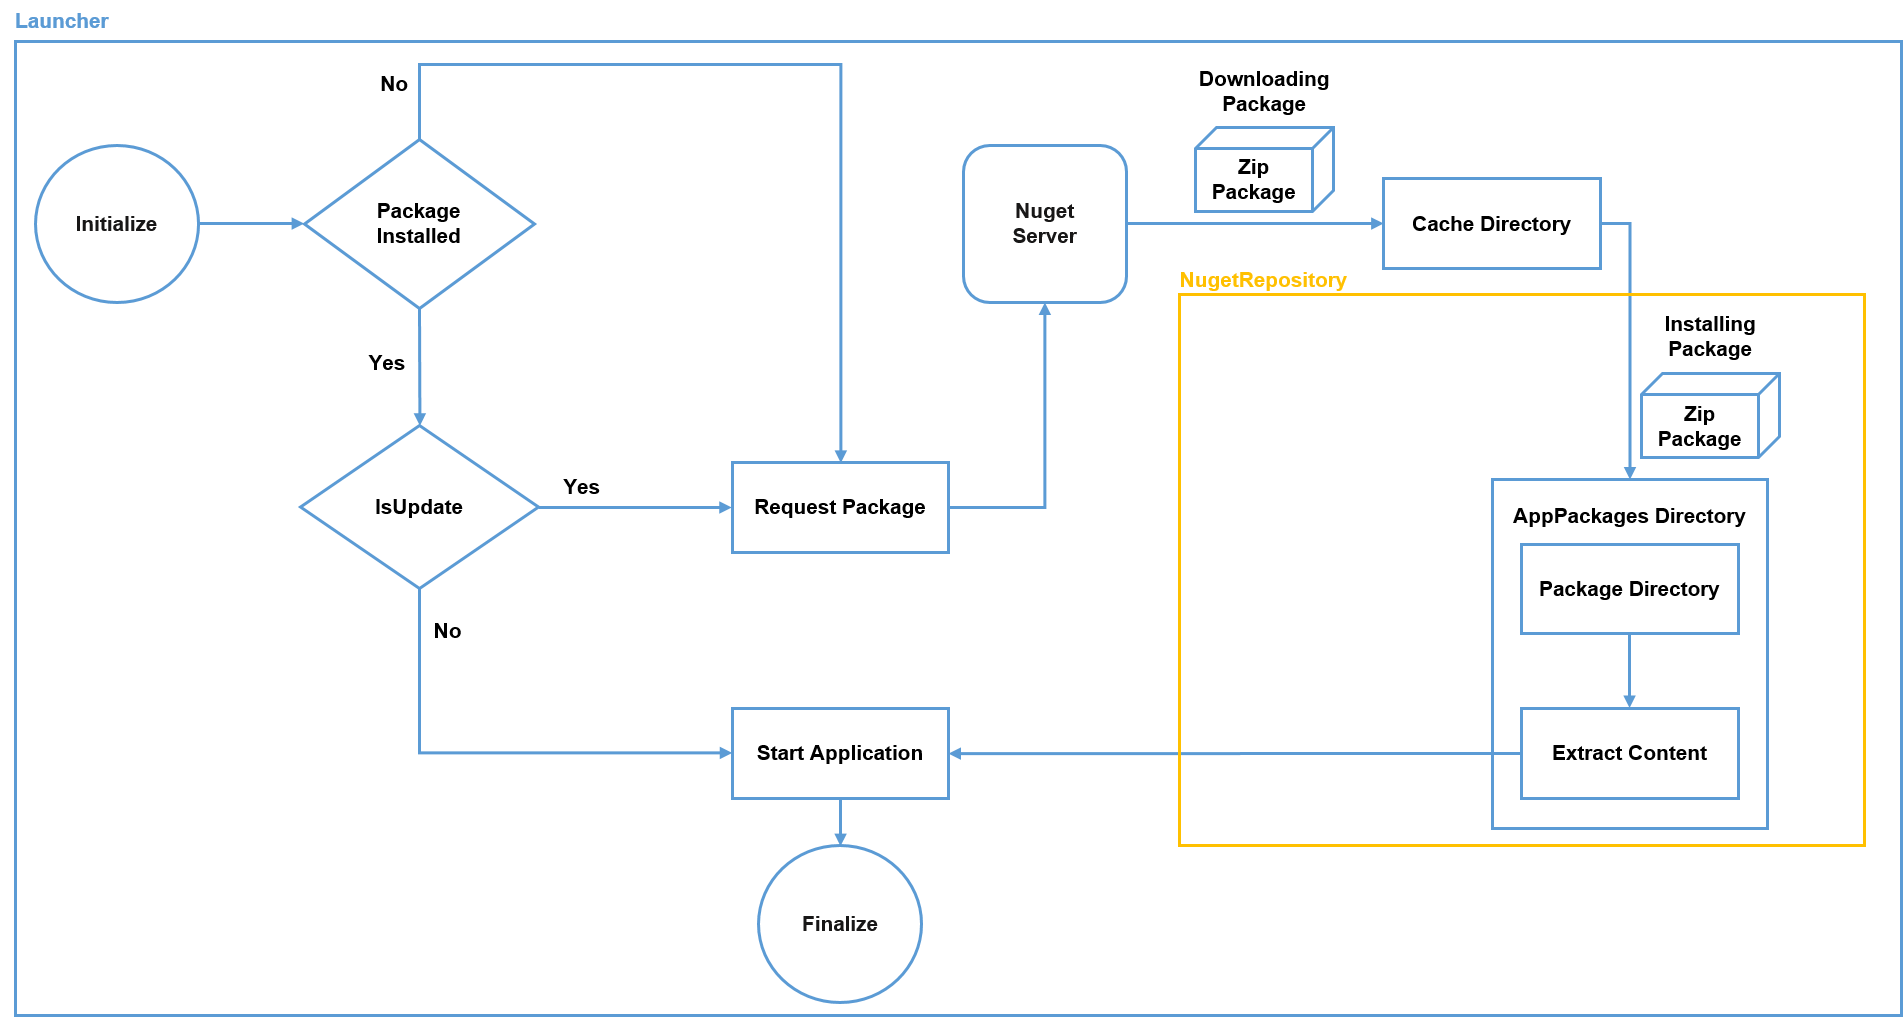 Launcher
No
Downloading
Package
Zip
Package
Initialize
Package
Installed
Nuget
Server
Cache Directory
NugetRepository
Yes
Installing
Package
Zip
Package
IsUpdate
Yes
Request Package
AppPackages Directory
Package Directory
No
Start Application
Extract Content
Finalize